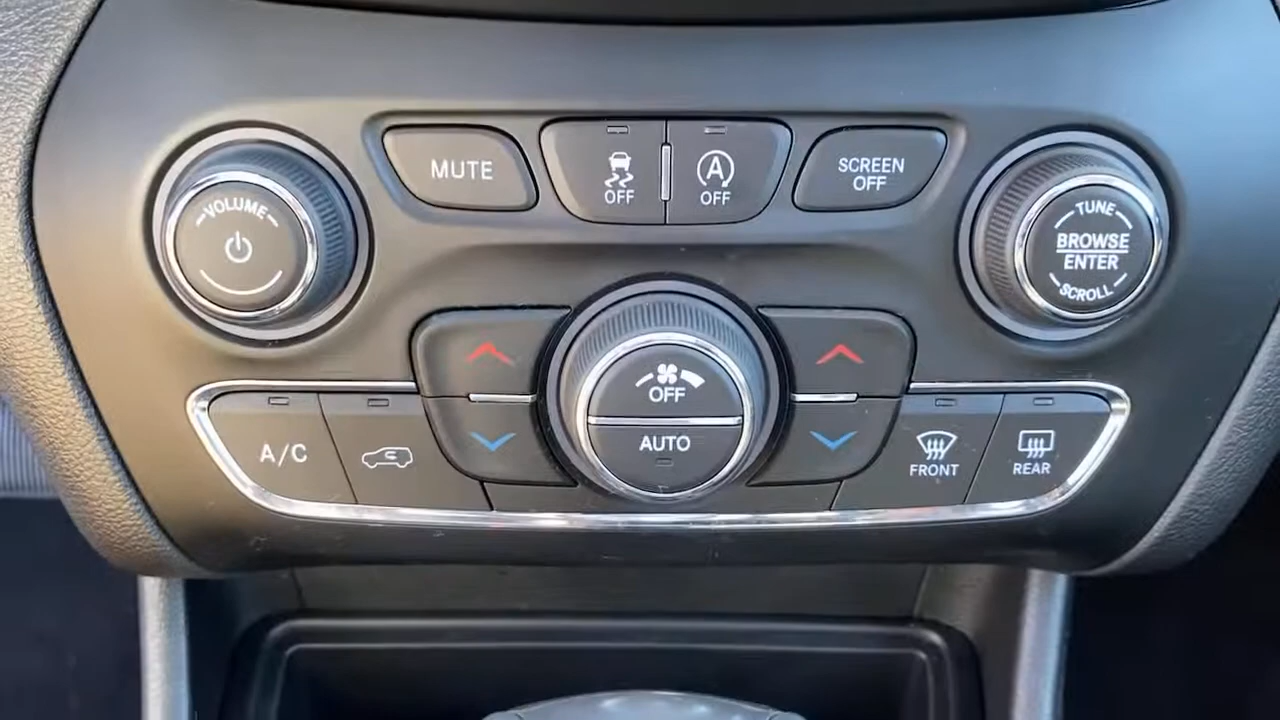 VOLUME
MUTE
OFF
A
OFF
SCREEN
OFF
TUNE
BROWSE
ENTER
SCROLL
OFF
AUTO
A/C
FRONT
REAR